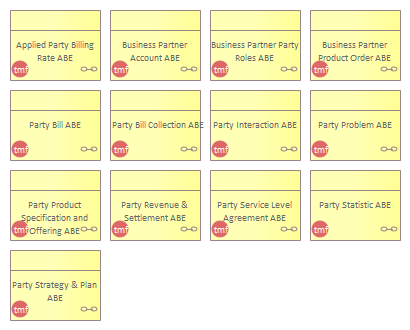 Applied Party Billing
Rate ABE
tmf
Business Partner
Account ABE
tmf
Business Partner Party
Roles ABE
tmf
Business Partner
Product Order ABE
tmf
Party Bill ABE
tmf
Party Bill Collection ABE
tmf
Party Interaction ABE
tmf
Party Problem ABE
tmf
Party Product
Specification and
Offering ABE
tmf
Party Revenue &
Settlement ABE
tmf
Party Service Level
Agreement ABE
tmf
Party Statistic ABE
tmf
Party Strategy & Plan
ABE
tmf